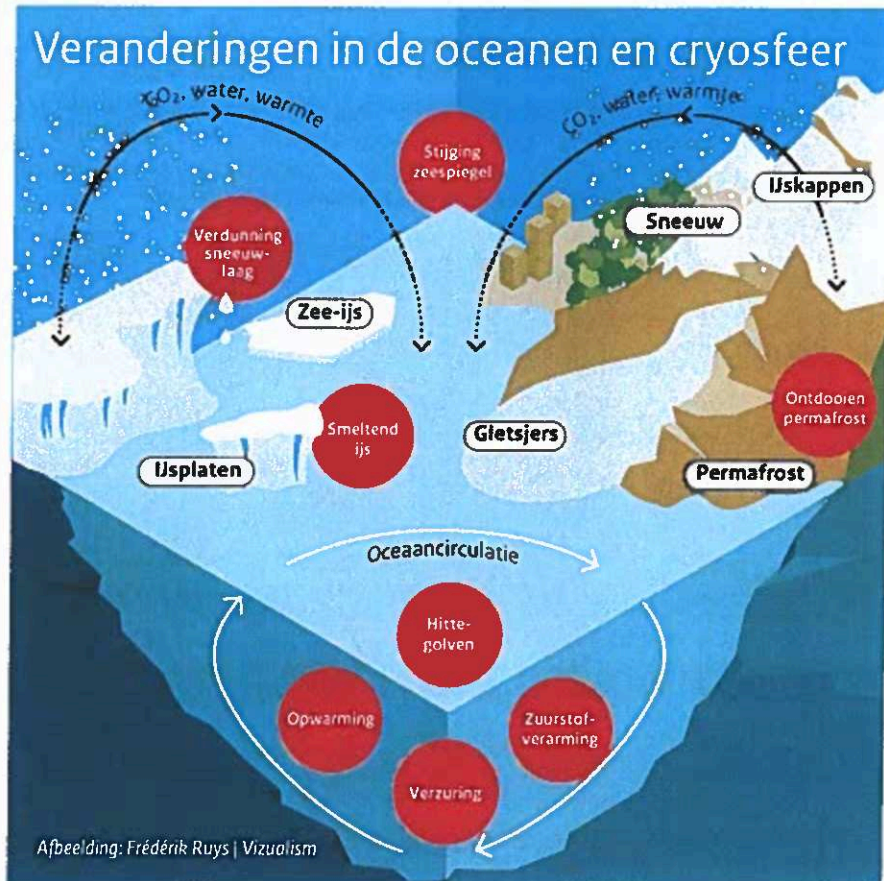 Veranderingen in de oceanen en cryosfeer
CO₂, water, warmte
CO₂, water, warmte
Stijging
zeespiegel
IJskappen
Sneeuw
Verdunning
sneeuw-
laag
Zee-ijs
Smeltend
ijs
Gletsjers
Ontdooien
permafrost
IJsplaten
Permafrost
Oceaancirculatie
Hitte-
golven
Opwarming
Zuurstof-
verarming
Verzuring
Afbeelding: Frédérik Ruys | Vizualism